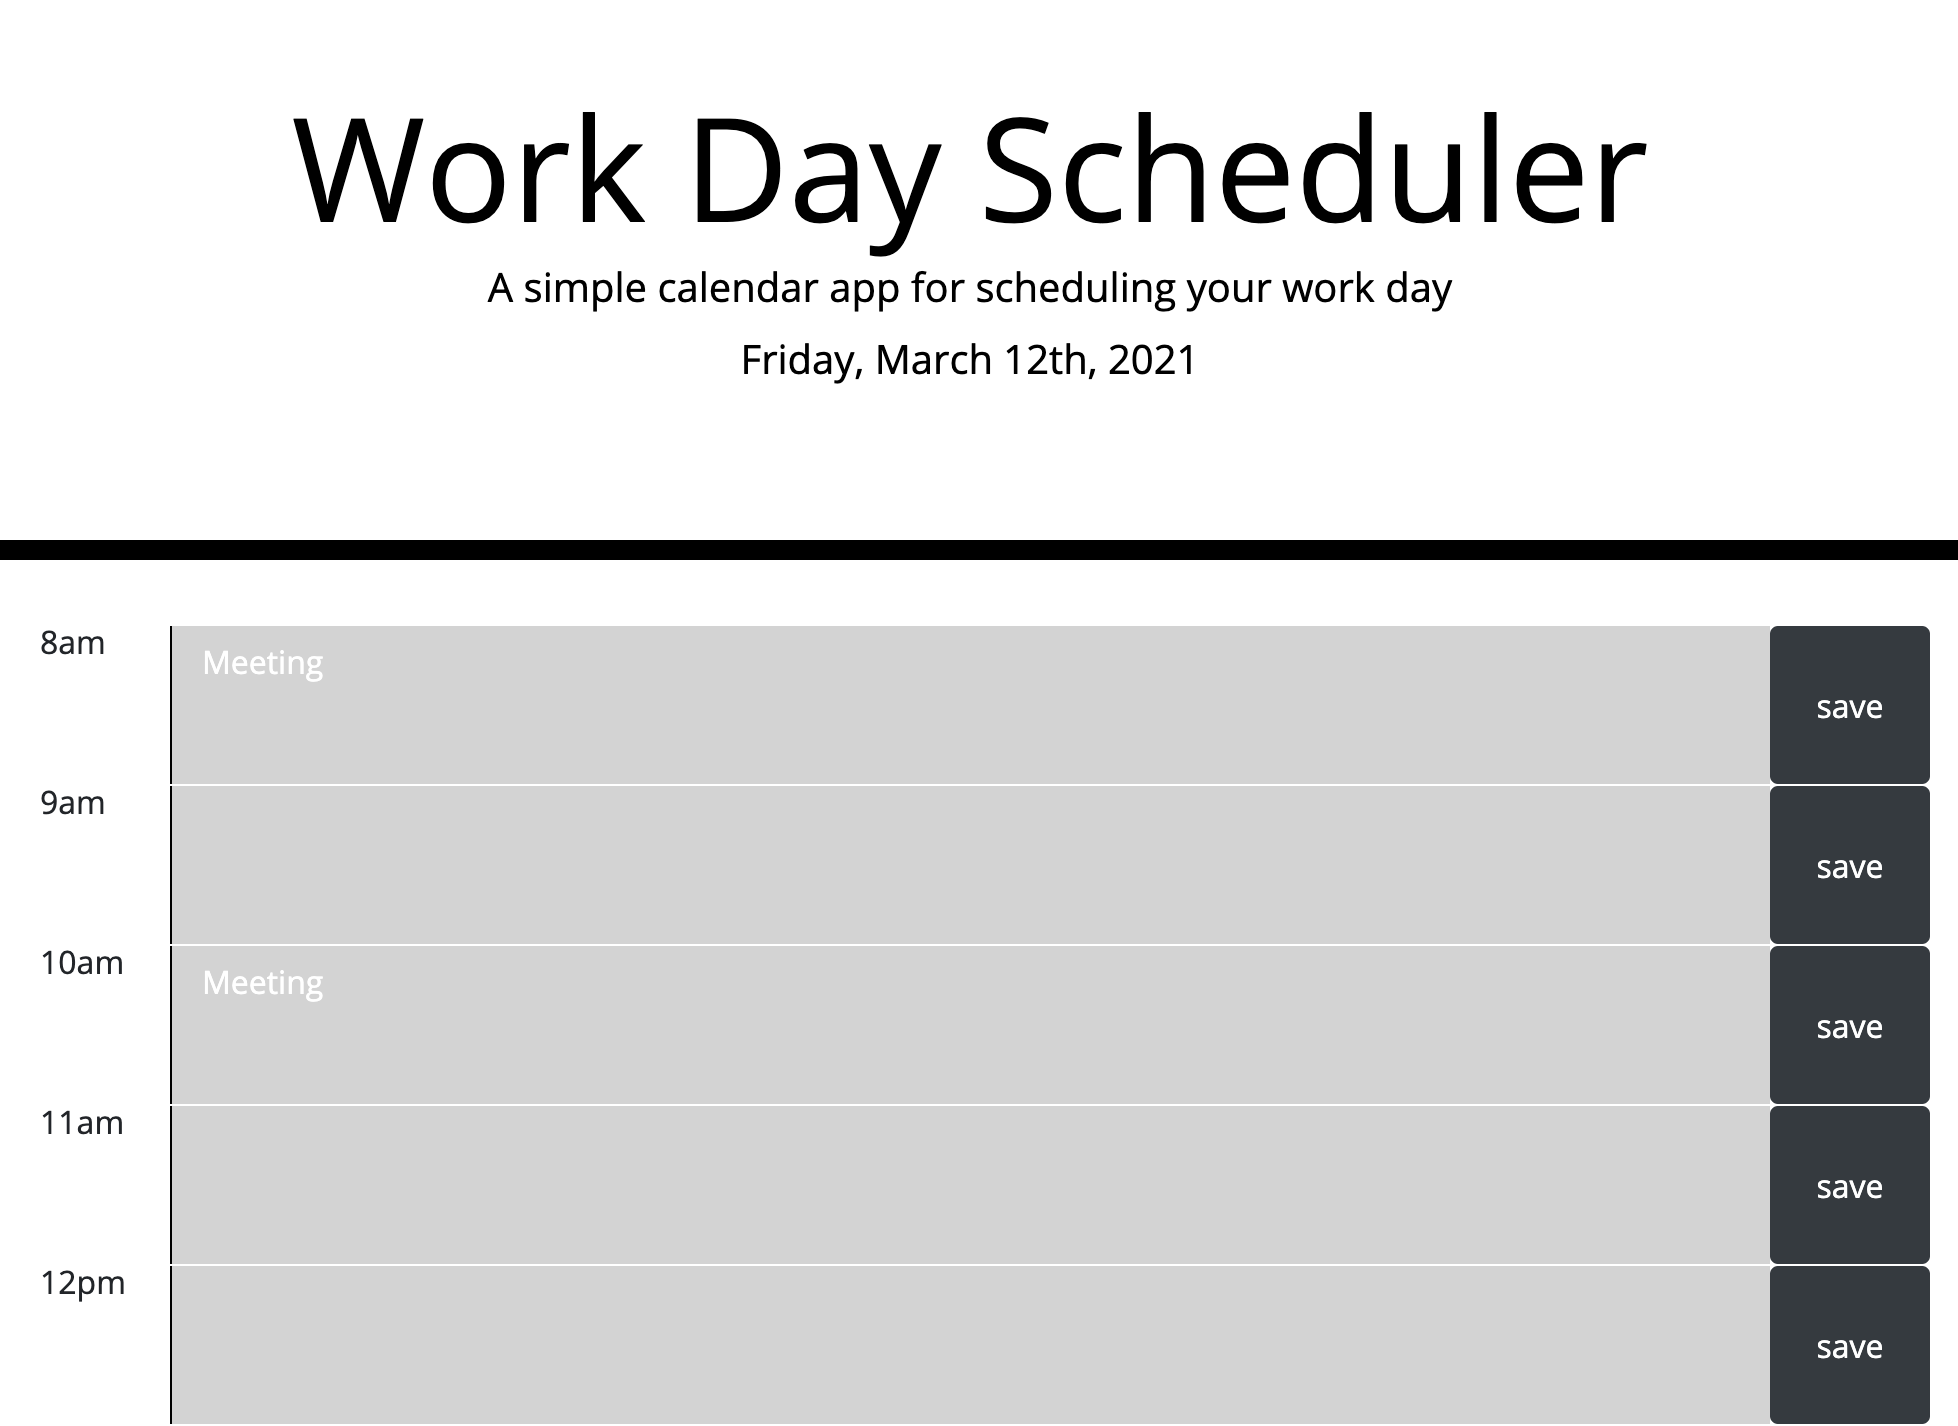 Work Day Scheduler
A simple calendar app for scheduling your work day
Friday, March 12th, 2021
8am
Meeting
save
9am
save
10am
Meeting
save
11am
save
12pm
save